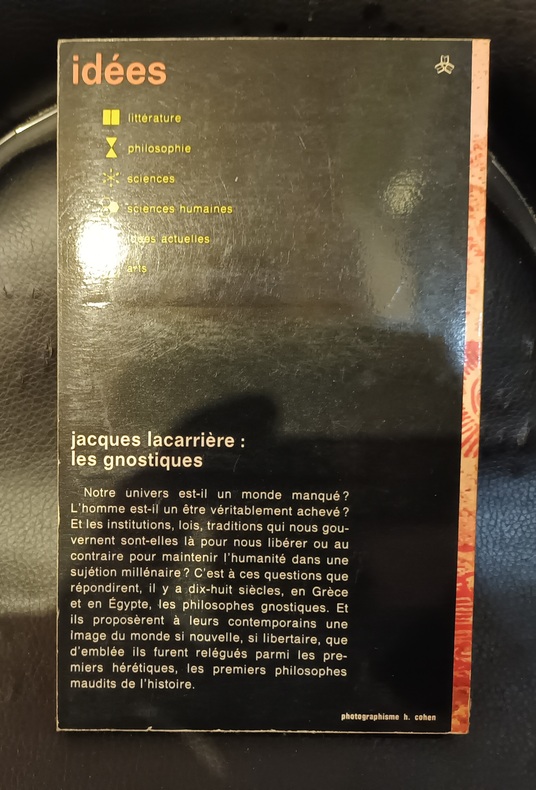 idées
littérature
philosophie
sciences
sciences humaines
idées actuelles
arts
jacques lacarrière :
les gnostiques
Notre univers est-il un monde manqué ?
L'homme est-il un être véritablement achevé ?
Et les institutions, lois, traditions qui nous gou-
vernent sont-elles là pour nous libérer ou au
contraire pour maintenir l'humanité dans une
sujétion millénaire ? C'est à ces questions que
répondirent, il y a dix-huit siècles, en Grèce
et en Égypte, les philosophes gnostiques. Et
ils proposèrent à leurs contemporains une
image du monde si nouvelle, si libertaire, que
d'emblée ils furent relégués parmi les pre-
miers hérétiques, les premiers philosophes
maudits de l'histoire.
photographisme h. cohen